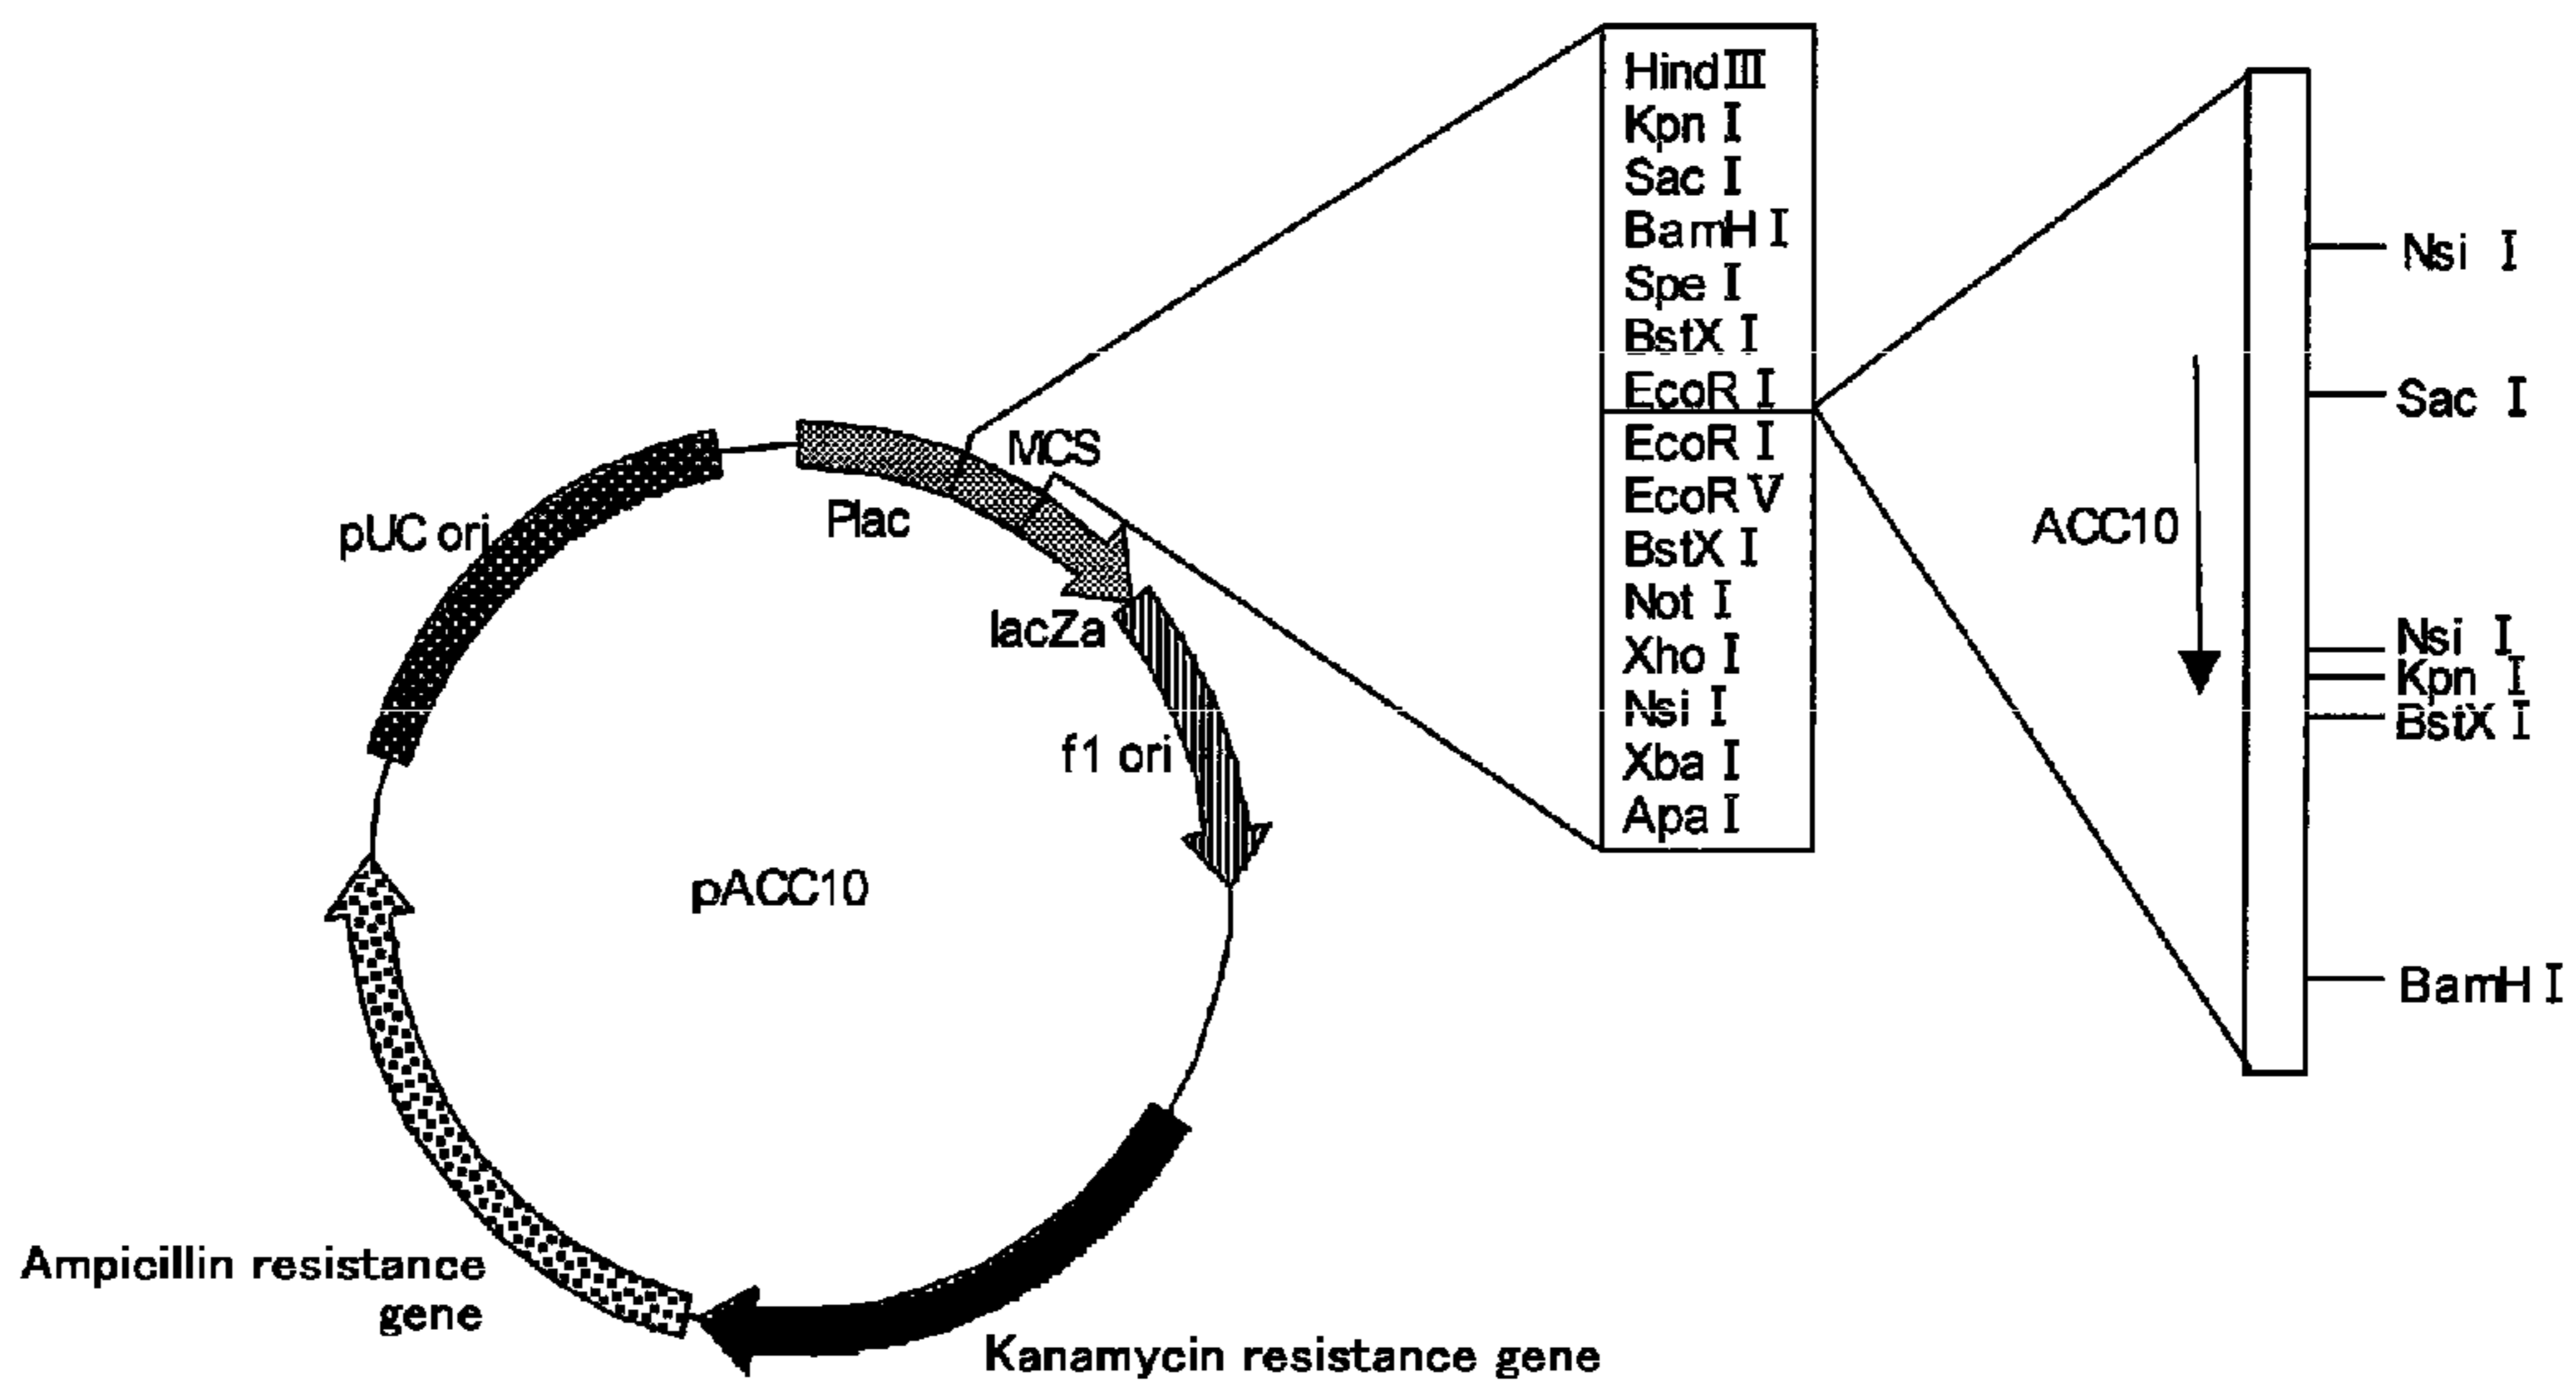 HindⅢ
Kpn Ⅰ
Sac Ⅰ
BamH Ⅰ
Spe Ⅰ
BstX Ⅰ
EcoR Ⅰ
EcoR Ⅰ
EcoR Ⅴ
BstX Ⅰ
Not Ⅰ
Xho Ⅰ
Nsi Ⅰ
Xba Ⅰ
Apa Ⅰ
Nsi Ⅰ
Sac Ⅰ
ACC10
Nsi Ⅰ
Kpn Ⅰ
BstX Ⅰ
BamH Ⅰ
MCS
Plac
pUC ori
lacZa
f1 ori
pACC10
Ampicillin resistance
gene
Kanamycin resistance gene